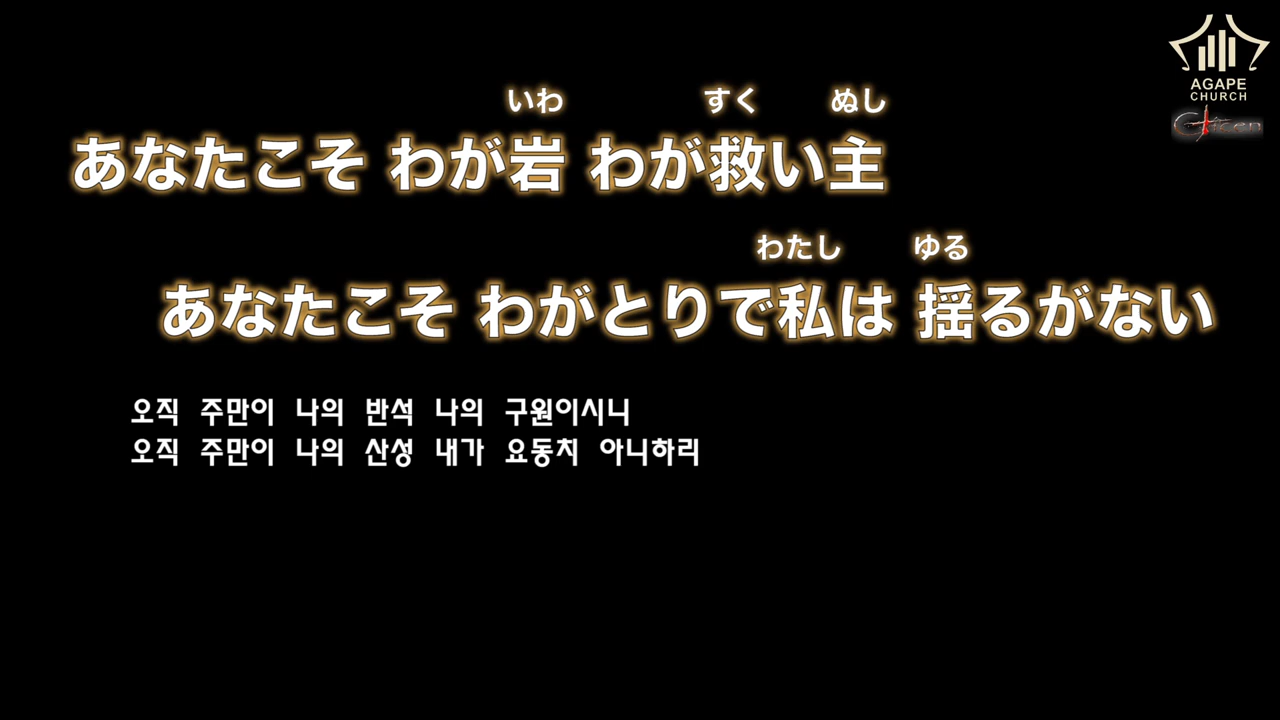 AGAPE
CHURCH
いわ すく ぬし
あなたこそ わが岩 わが救い主
わたし ゆる
あなたこそ わがとりで私は 揺るがない
오직 주만이 나의 반석 나의 구원이시니
오직 주만이 나의 산성 내가 요동치 아니하리